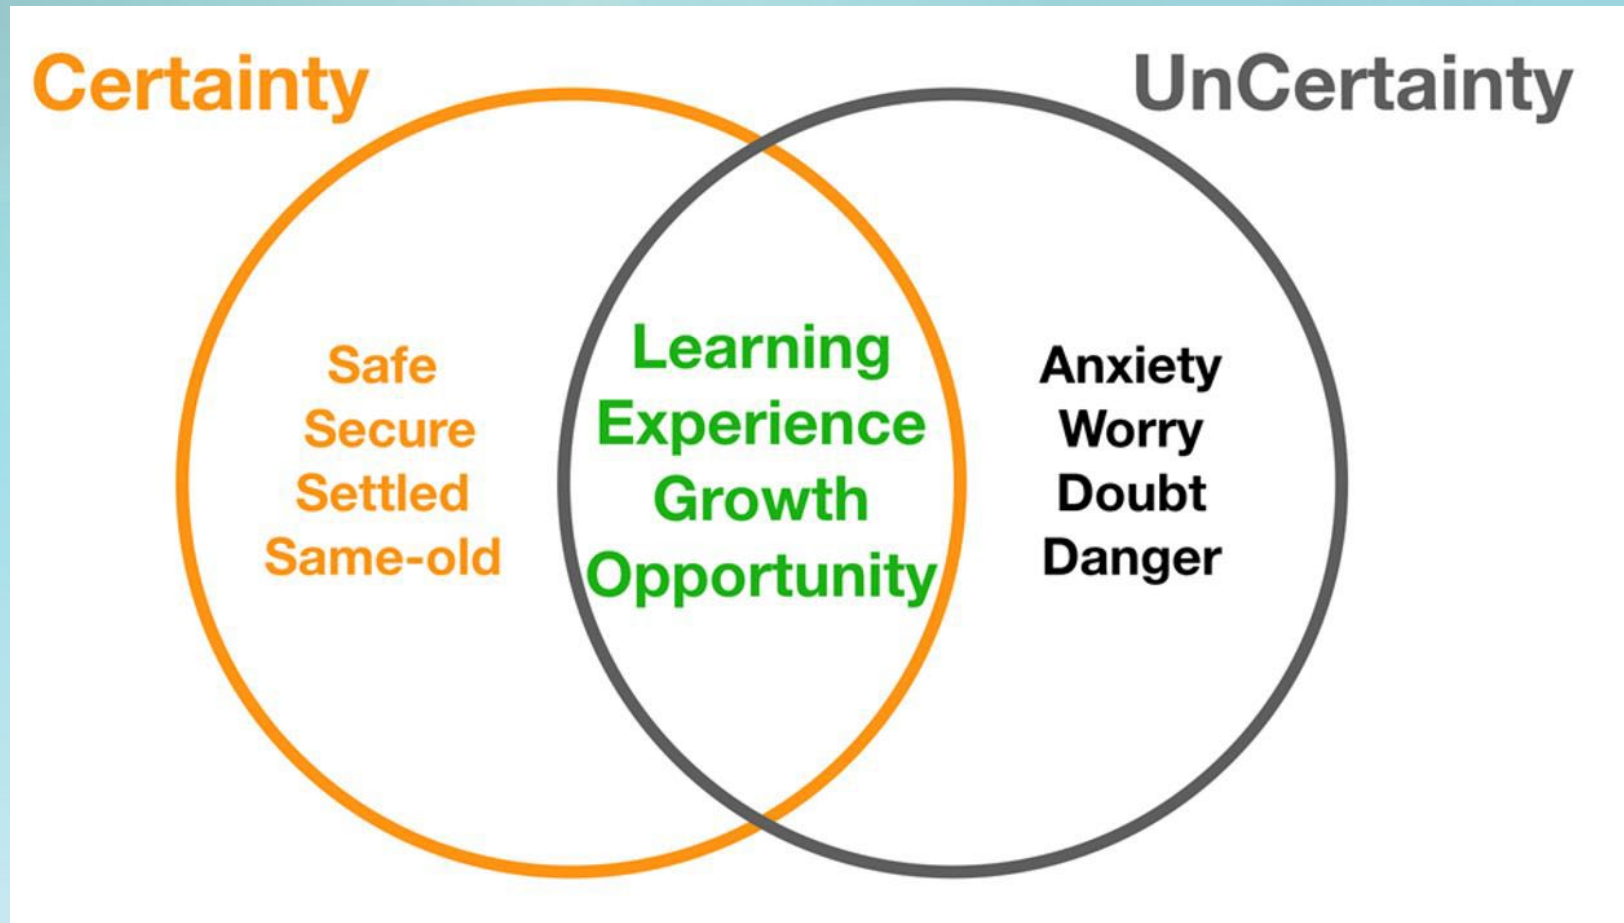 Certainty
UnCertainty
Safe
Secure
Settled
Same-old
Learning
Experience
Growth
Opportunity
Anxiety
Worry
Doubt
Danger